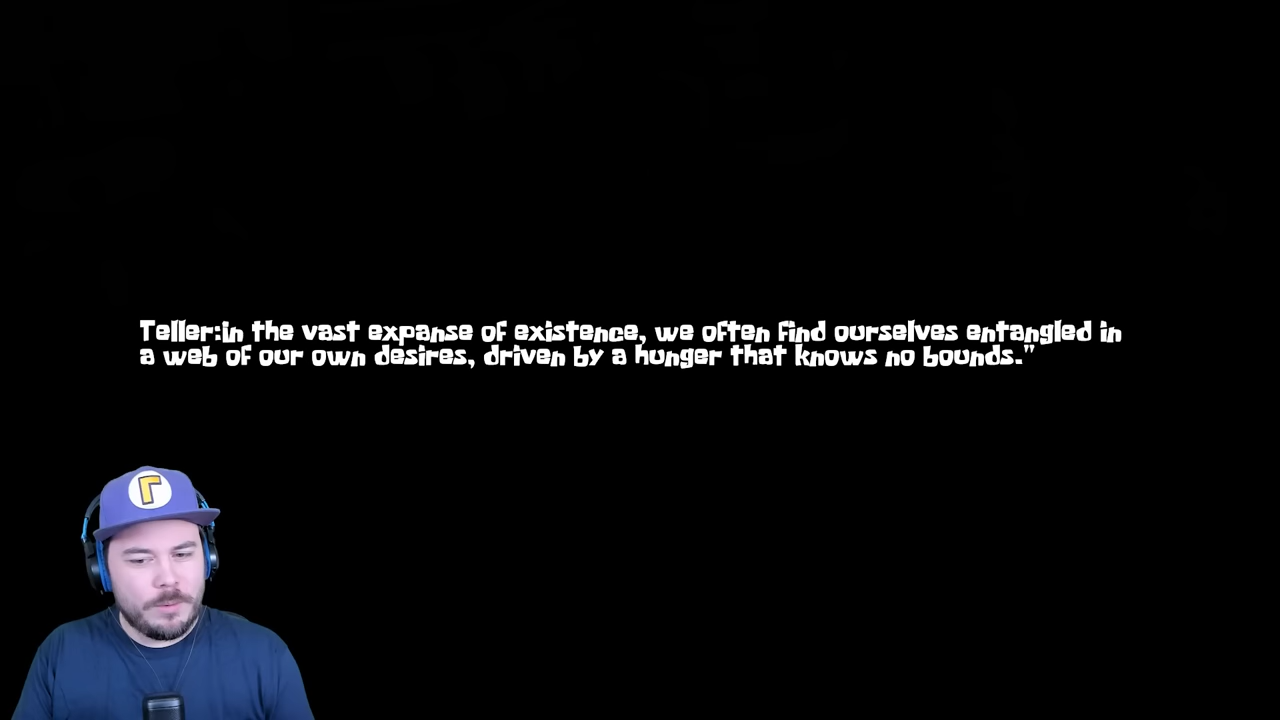 Teller:in the vast expanse of existence, we often find ourselves entangled in
a web of our own desires, driven by a hunger that knows no bounds."